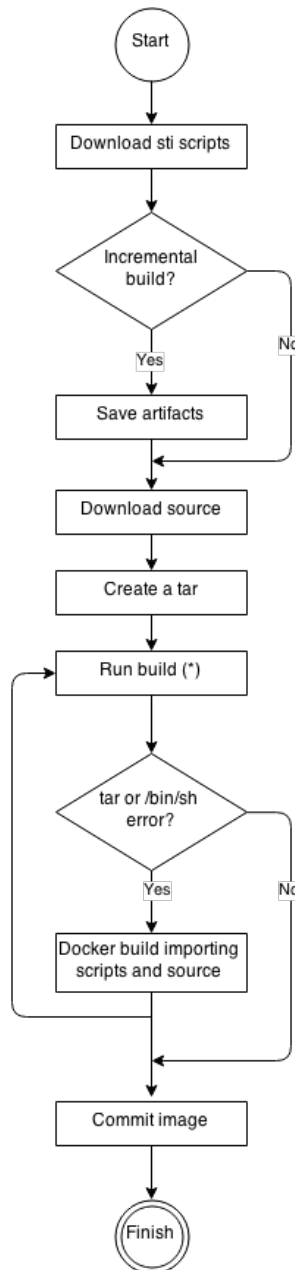 Start
Download sti scripts
Incremental
build?
No
Yes
Save artifacts
Download source
Create a tar
Run build (*)
tar or /bin/sh
error?
Yes
No
Docker build importing
scripts and source
Commit image
Finish